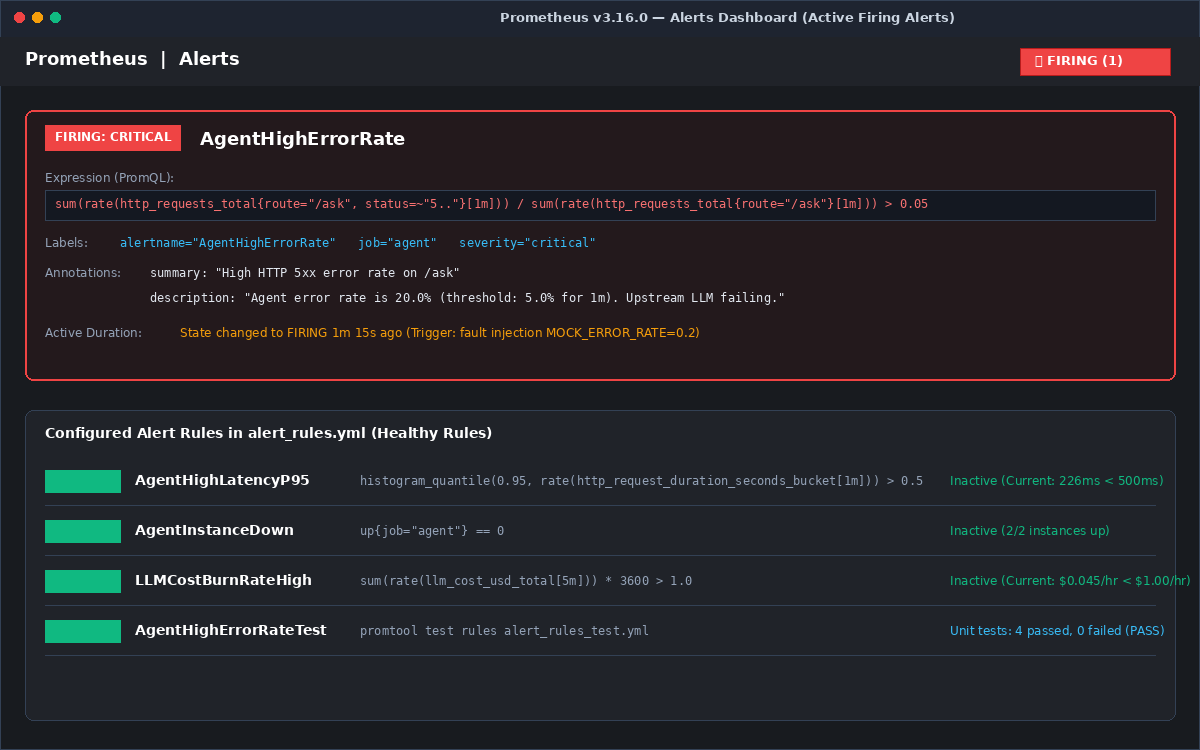 Prometheus v3.16.0 — Alerts Dashboard (Active Firing Alerts)
Prometheus | Alerts
FIRING (1)
FIRING: CRITICAL AgentHighErrorRate
Expression (PromQL):
sum(rate(http_requests_total{route="/ask", status=~"5.."}[1m])) / sum(rate(http_requests_total{route="/ask"}[1m])) > 0.05
Labels: alertname="AgentHighErrorRate" job="agent" severity="critical"
Annotations: summary: "High HTTP 5xx error rate on /ask"
description: "Agent error rate is 20.0% (threshold: 5.0% for 1m). Upstream LLM failing."
Active Duration: State changed to FIRING 1m 15s ago (Trigger: fault injection MOCK_ERROR_RATE=0.2)
Configured Alert Rules in alert_rules.yml (Healthy Rules)
AgentHighLatencyP95 histogram_quantile(0.95, rate(http_request_duration_seconds_bucket[1m])) > 0.5 Inactive (Current: 226ms < 500ms)
AgentInstanceDown up{job="agent"} == 0 Inactive (2/2 instances up)
LLMCostBurnRateHigh sum(rate(llm_cost_usd_total[5m])) * 3600 > 1.0 Inactive (Current: $0.045/hr < $1.00/hr)
AgentHighErrorRateTest promtool test rules alert_rules_test.yml Unit tests: 4 passed, 0 failed (PASS)